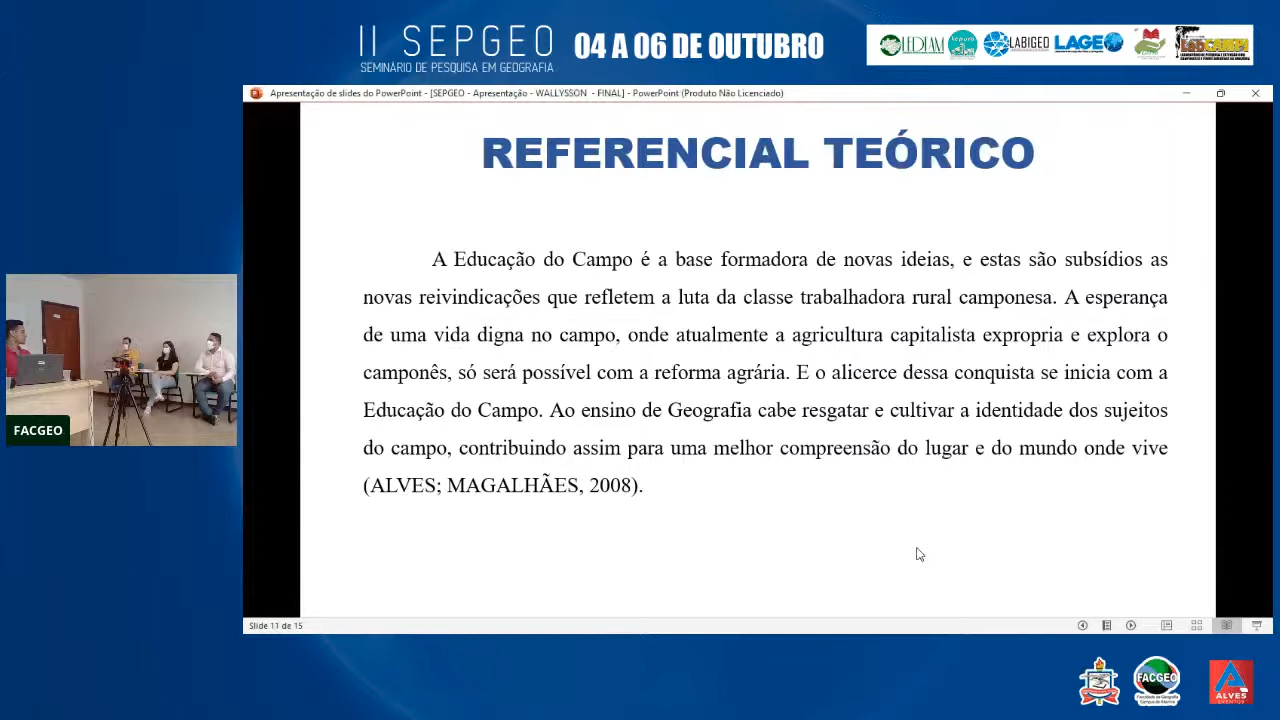 II SEPGEO
SEMINÁRIO DE PESQUISA EM GEOGRAFIA
04 A 06 DE OUTUBRO
LEDTAM
LABIGEO
LAGEO
Apresentação de slides do PowerPoint - [SEPGEO - Apresentação - WALLYSSON - FINAL] - PowerPoint (Produto Não Licenciado)
REFERENCIAL TEÓRICO
A Educação do Campo é a base formadora de novas ideias, e estas são subsídios as
novas reivindicações que refletem a luta da classe trabalhadora rural camponesa. A esperança
de uma vida digna no campo, onde atualmente a agricultura capitalista expropria e explora o
camponês, só será possível com a reforma agrária. E o alicerce dessa conquista se inicia com a
Educação do Campo. Ao ensino de Geografia cabe resgatar e cultivar a identidade dos sujeitos
do campo, contribuindo assim para uma melhor compreensão do lugar e do mundo onde vive
(ALVES; MAGALHÃES, 2008).
FACGEO
Slide 11 de 15
FACGEO
ALVES
EVENTOS